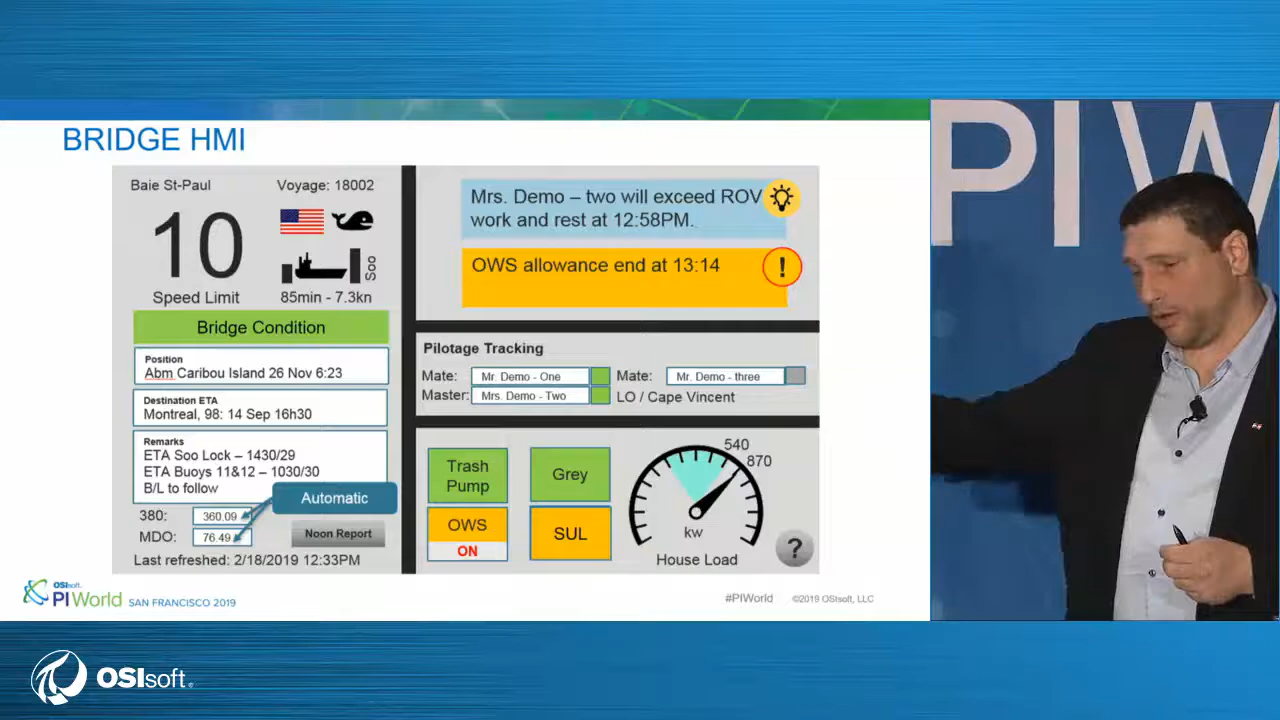 BRIDGE HMI
Baie St-Paul
Voyage: 18002
10
Speed Limit
Soo
85min - 7.3kn
Bridge Condition
Position
Abm Caribou Island 26 Nov 6:23
Destination ETA
Montreal, 98: 14 Sep 16h30
Remarks
ETA Soo Lock – 1430/29
ETA Buoys 11&12 – 1030/30
B/L to follow
Automatic
380: 360.09
MDO: 76.49
Noon Report
Last refreshed: 2/18/2019 12:33PM
Mrs. Demo – two will exceed ROV
work and rest at 12:58PM.
OWS allowance end at 13:14
!
Pilotage Tracking
Mate: Mr. Demo - One
Mate: Mr. Demo - three
Master: Mrs. Demo - Two
LO / Cape Vincent
Trash
Pump
Grey
OWS
ON
SUL
540
870
kw
House Load
?
OSIsoft.
PI World SAN FRANCISCO 2019
#PIWorld ©2019 OSIsoft, LLC
PI W
OSIsoft.